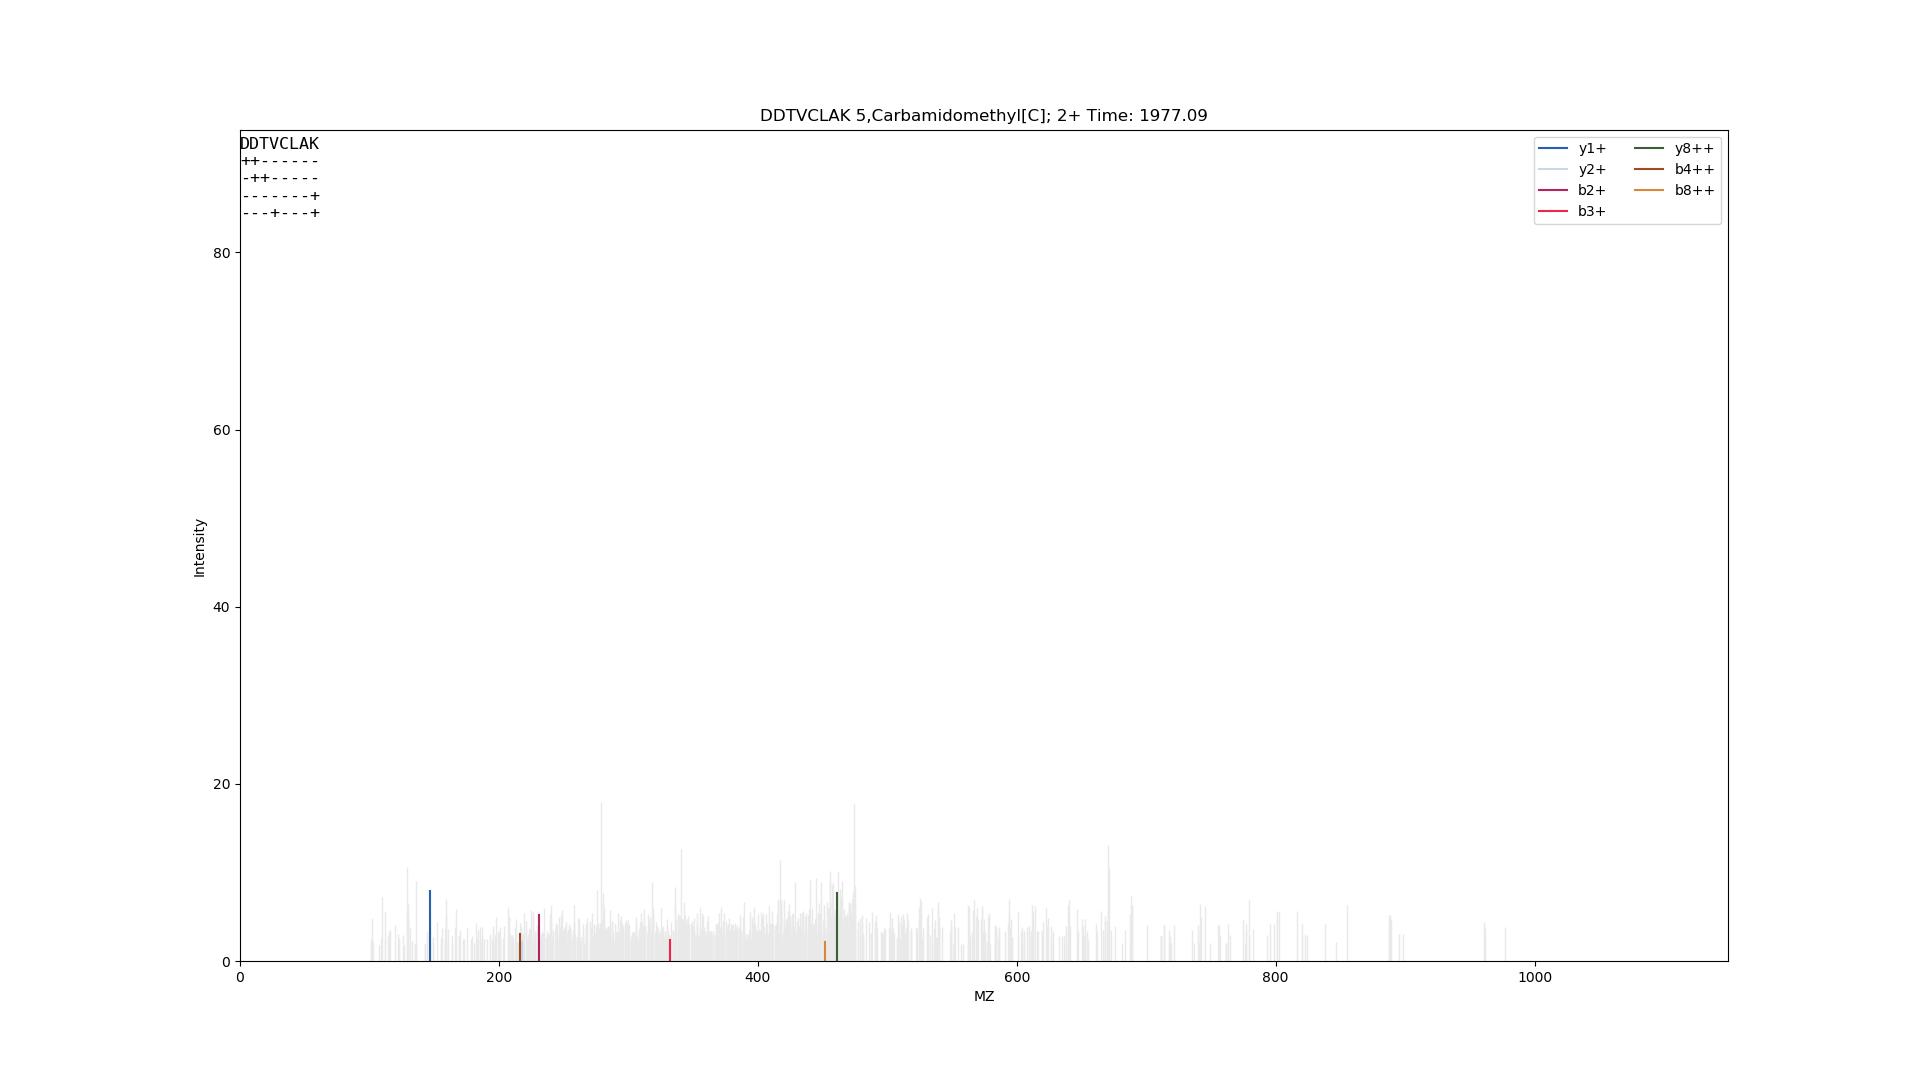 DDTVCLAK 5,Carbamidomethyl[C]; 2+ Time: 1977.09
DDTVCLAK
++------
-++-----
-------+
---+---+
y1+ y8++
y2+ b4++
b2+ b8++
b3+
80
60
40
20
0
Intensity
0 200 400 600 800 1000
MZ